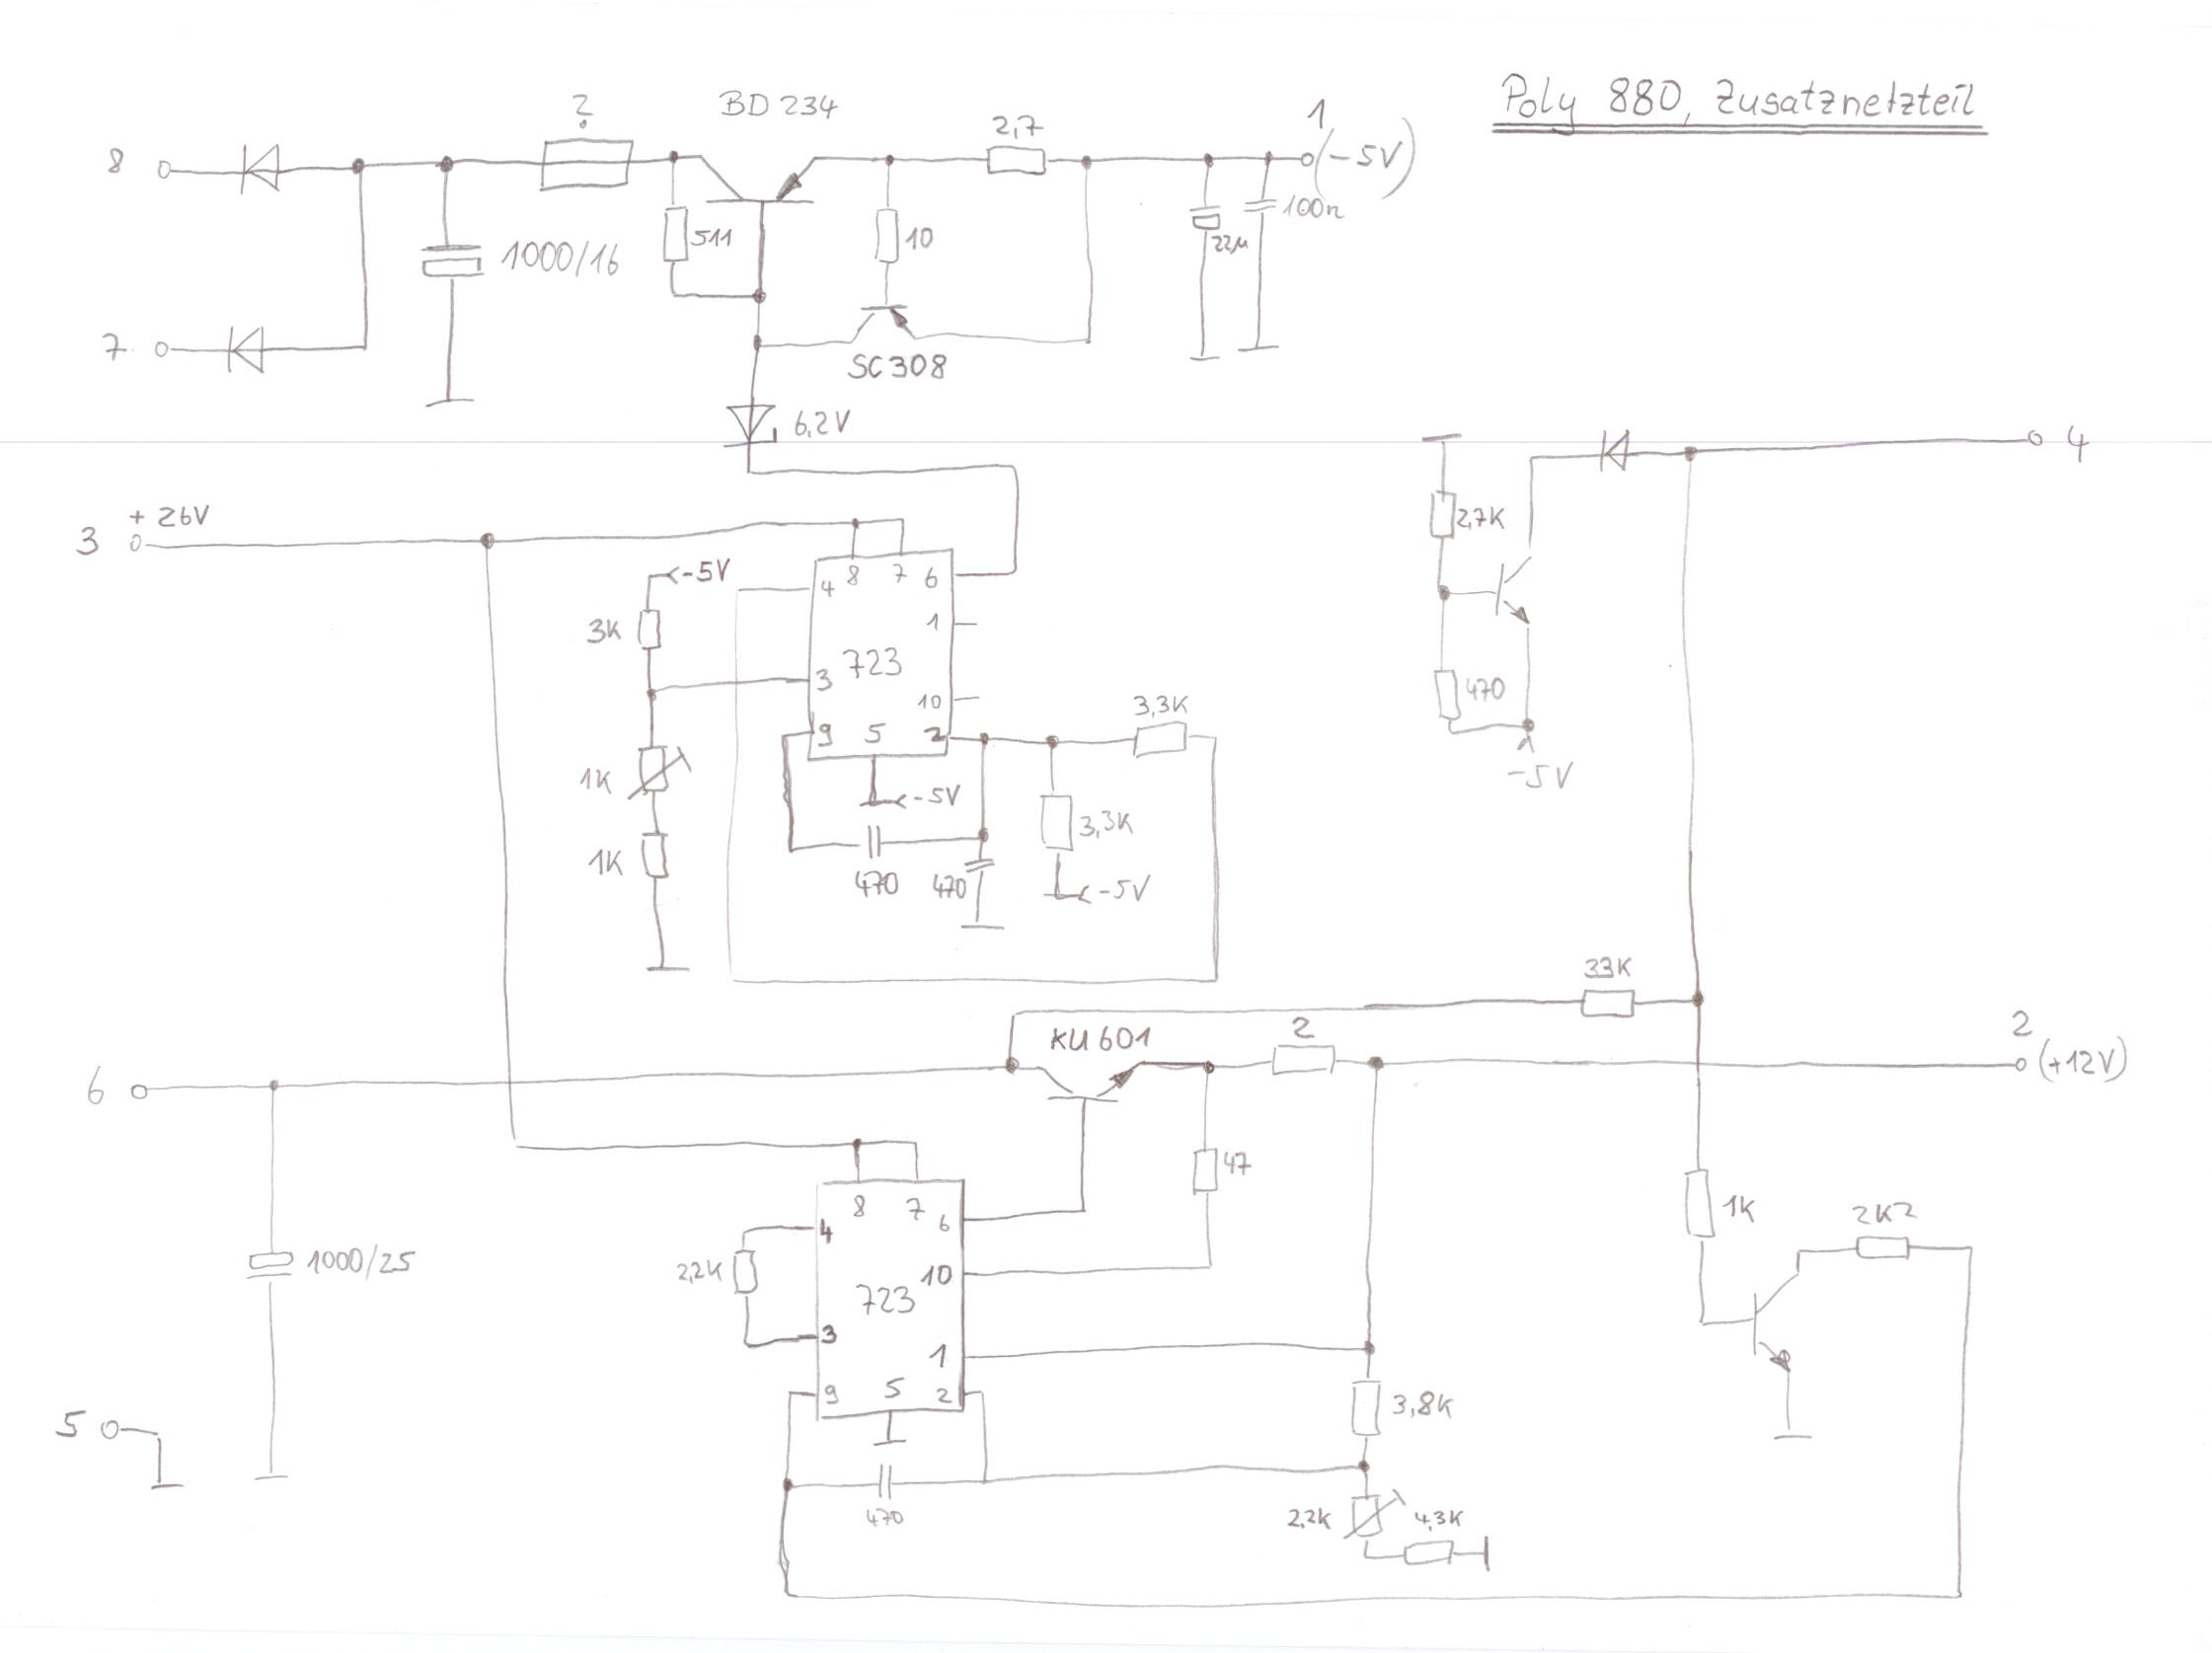 Poly 880, Zusatznetzteil
?
BD 234
2,7
1
(-5V)
8
511
10
100n
22µ
1000/16
7
SC308
6,2V
4
3
+ 26V
2,7K
-5V
4
8
7
6
3K
1
723
3
10
470
3,3K
9
5
2
1K
-5V
-5V
3,3K
1K
470
470
-5V
33K
KU601
2
2
(+12V)
6
47
8
7
6
4
1K
2K2
1000/25
2,2K
10
723
3
1
9
5
2
3,8K
5
470
2,2K
4,3K